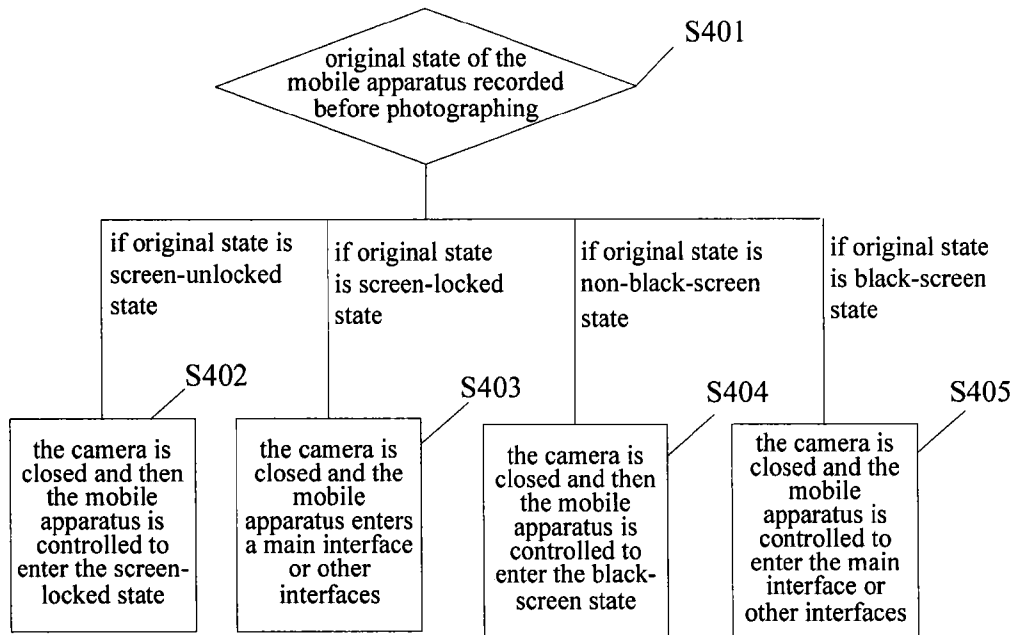 S401
original state of the
mobile apparatus recorded
before photographing
if original state is
screen-unlocked
state
if original state
is screen-locked
state
if original state is
non-black-screen
state
if original state
is black-screen
state
S402
the camera is
closed and then
the mobile
apparatus is
controlled to
enter the screen-
locked state
S403
the camera is
closed and the
mobile
apparatus enters
a main interface
or other
interfaces
S404
the camera is
closed and then
the mobile
apparatus is
controlled to
enter the black-
screen state
S405
the camera is
closed and the
mobile
apparatus is
controlled to
enter the main
interface or
other interfaces